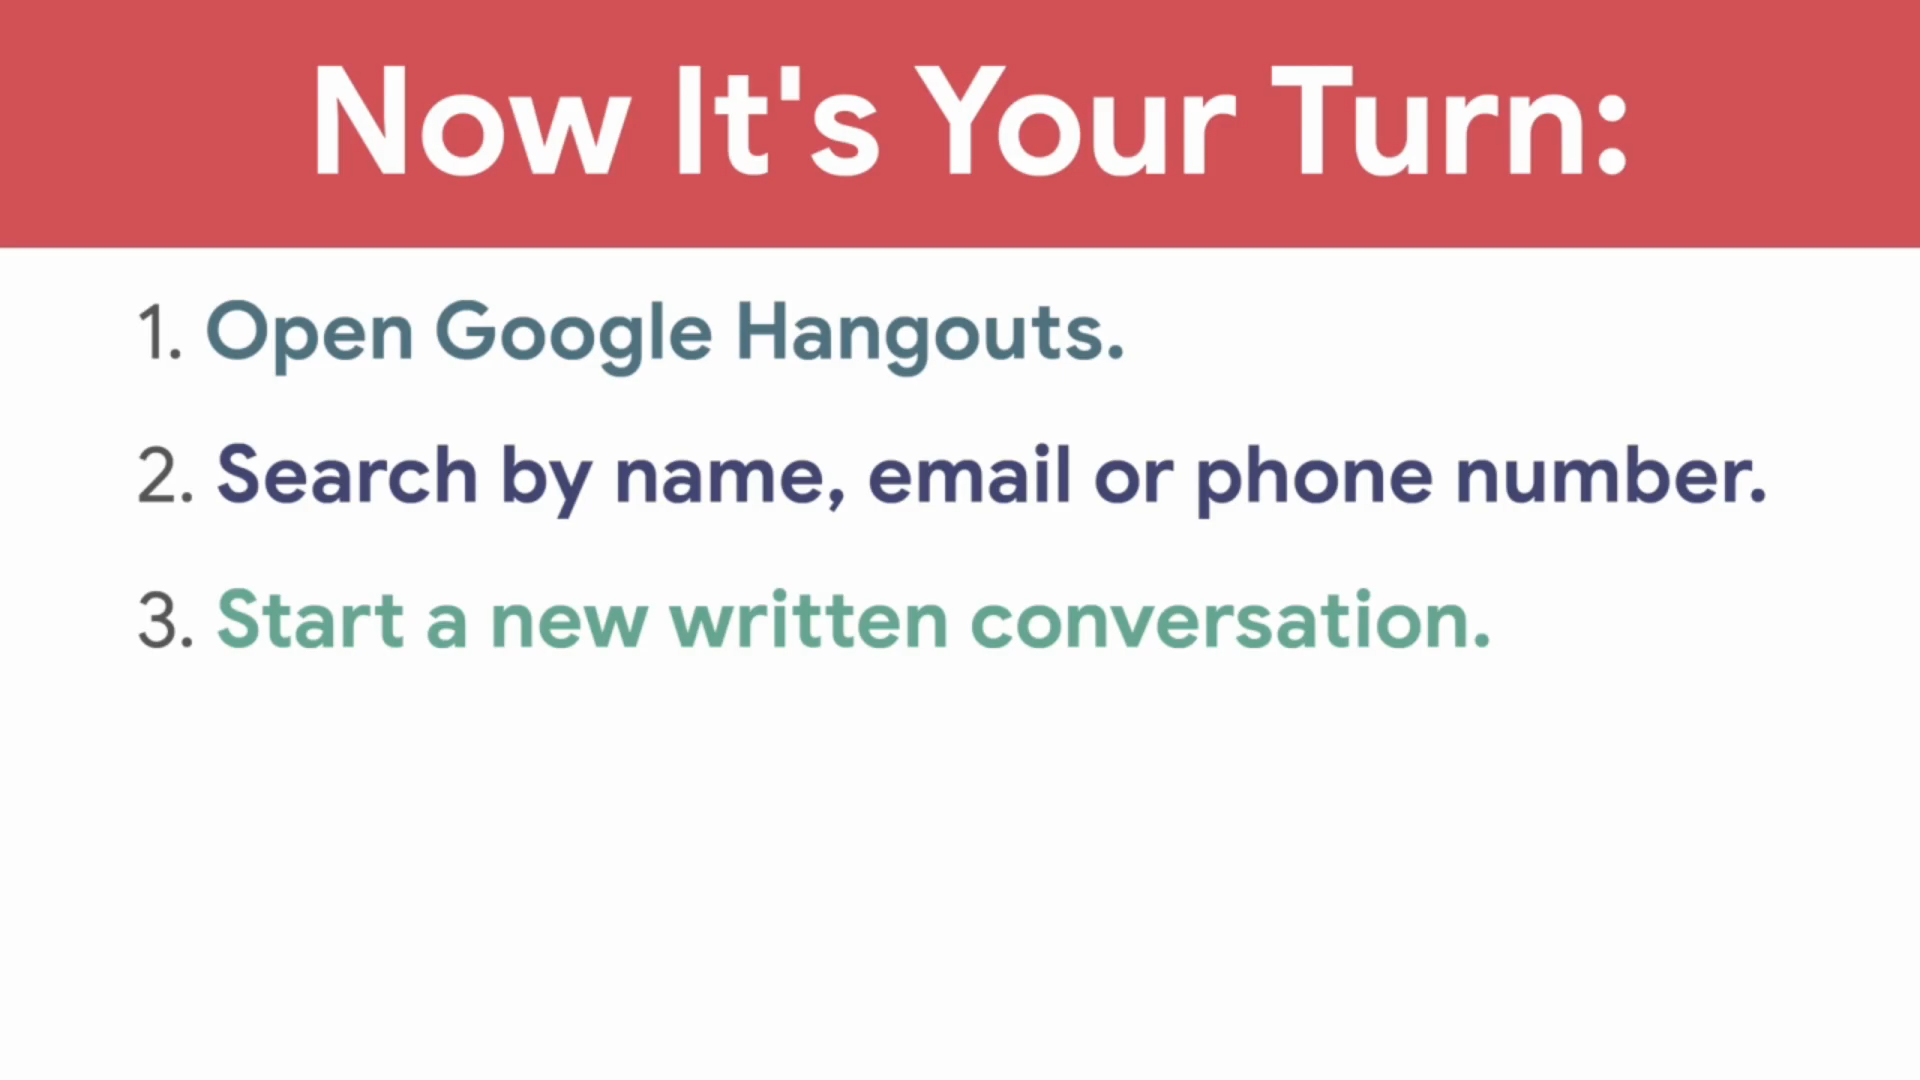 Now It's Your Turn:
1. Open Google Hangouts.
2. Search by name, email or phone number.
3. Start a new written conversation.